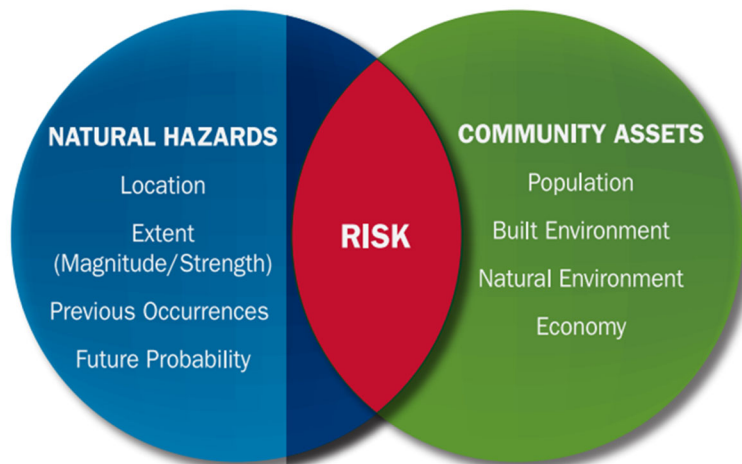 NATURAL HAZARDS
Location
Extent
(Magnitude/Strength)
Previous Occurrences
Future Probability
RISK
COMMUNITY ASSETS
Population
Built Environment
Natural Environment
Economy